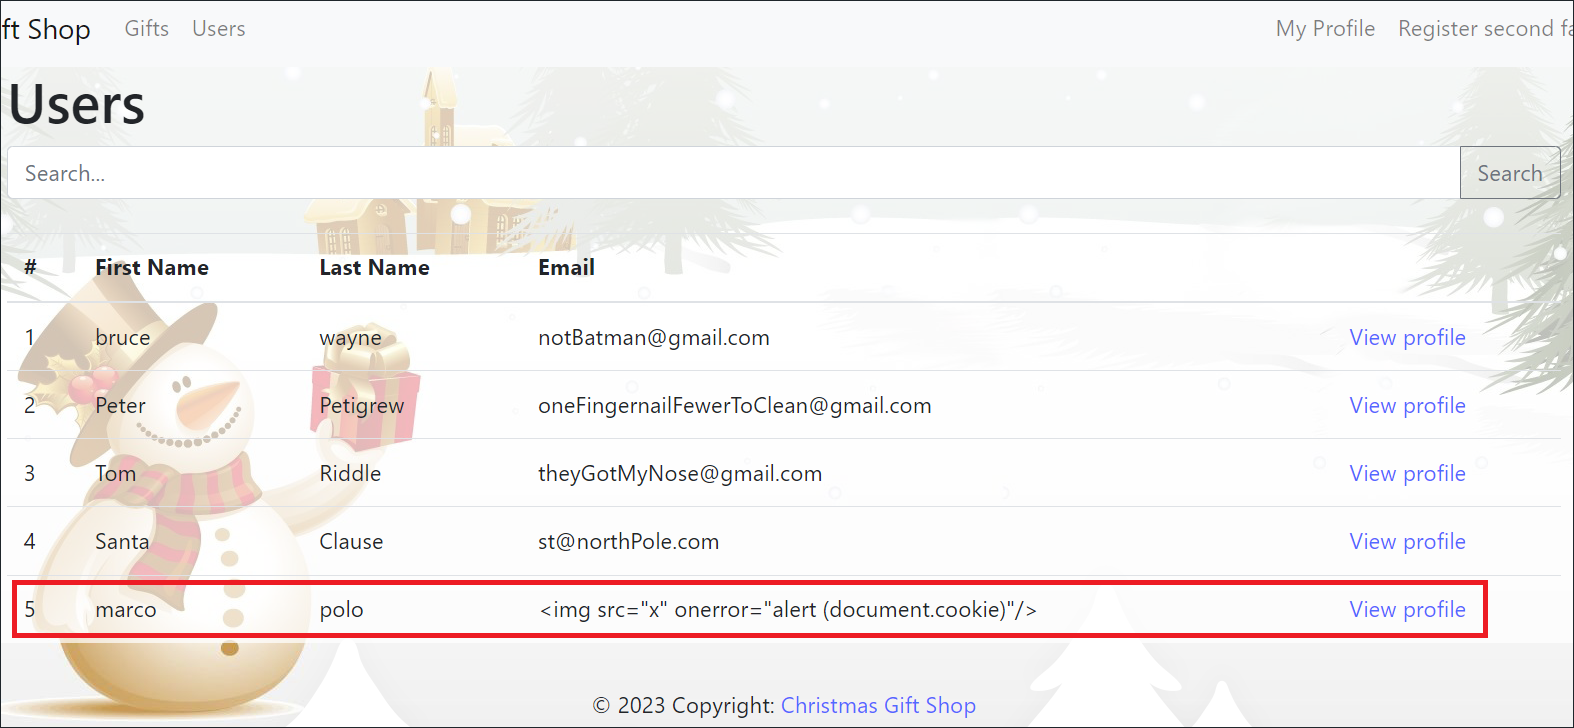 ft Shop Gifts Users My Profile Register second fa
Users
Search... Search
# First Name Last Name Email
1 bruce wayne notBatman@gmail.com View profile
2 Peter Petigrew oneFingernailFewerToClean@gmail.com View profile
3 Tom Riddle theyGotMyNose@gmail.com View profile
4 Santa Clause st@northPole.com View profile
5 marco polo <img src="x" onerror="alert (document.cookie)"/> View profile
© 2023 Copyright: Christmas Gift Shop